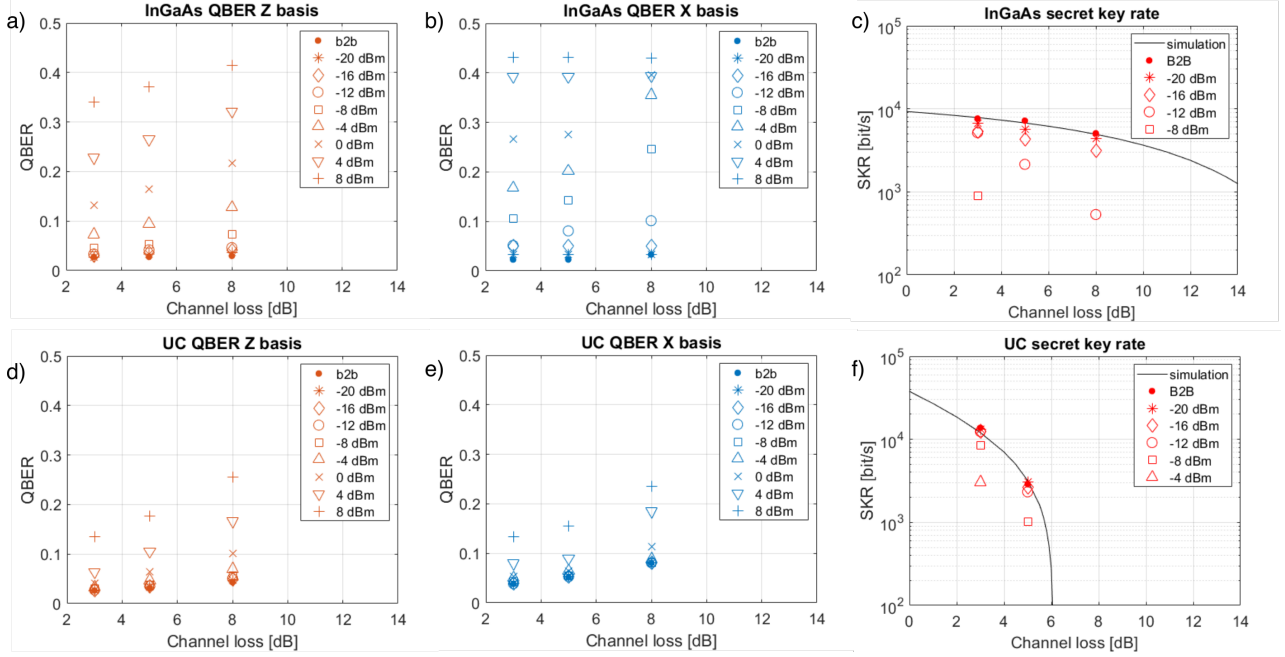 a)
InGaAs QBER Z basis
QBER
0.5
0.4
0.3
0.2
0.1
0
2 4 6 8 10 12 14
Channel loss [dB]
b2b
-20 dBm
-16 dBm
-12 dBm
-8 dBm
-4 dBm
0 dBm
4 dBm
8 dBm
b)
InGaAs QBER X basis
QBER
0.5
0.4
0.3
0.2
0.1
0
2 4 6 8 10 12 14
Channel loss [dB]
b2b
-20 dBm
-16 dBm
-12 dBm
-8 dBm
-4 dBm
0 dBm
4 dBm
8 dBm
c)
InGaAs secret key rate
SKR [bit/s]
10^5
10^4
10^3
10^2
0 2 4 6 8 10 12 14
Channel loss [dB]
simulation
B2B
-20 dBm
-16 dBm
-12 dBm
-8 dBm
d)
UC QBER Z basis
QBER
0.5
0.4
0.3
0.2
0.1
0
2 4 6 8 10 12 14
Channel loss [dB]
b2b
-20 dBm
-16 dBm
-12 dBm
-8 dBm
-4 dBm
0 dBm
4 dBm
8 dBm
e)
UC QBER X basis
QBER
0.5
0.4
0.3
0.2
0.1
0
2 4 6 8 10 12 14
Channel loss [dB]
b2b
-20 dBm
-16 dBm
-12 dBm
-8 dBm
-4 dBm
0 dBm
4 dBm
8 dBm
f)
UC secret key rate
SKR [bit/s]
10^5
10^4
10^3
10^2
0 2 4 6 8 10 12 14
Channel loss [dB]
simulation
B2B
-20 dBm
-16 dBm
-12 dBm
-8 dBm
-4 dBm